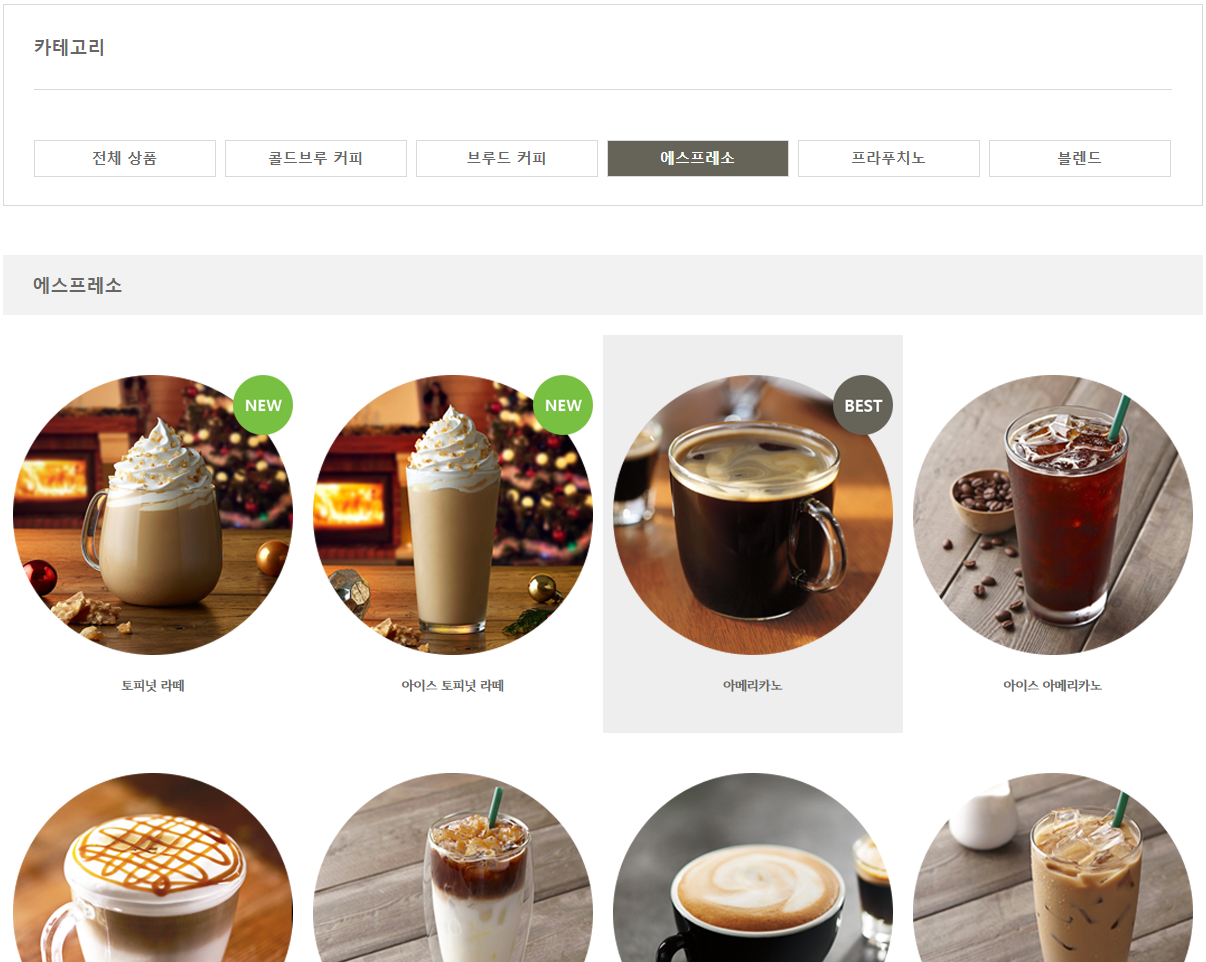 카테고리
전체 상품
콜드브루 커피
브루드 커피
에스프레소
프라푸치노
블렌드
에스프레소
NEW
NEW
BEST
토피넛 라떼
아이스 토피넛 라떼
아메리카노
아이스 아메리카노